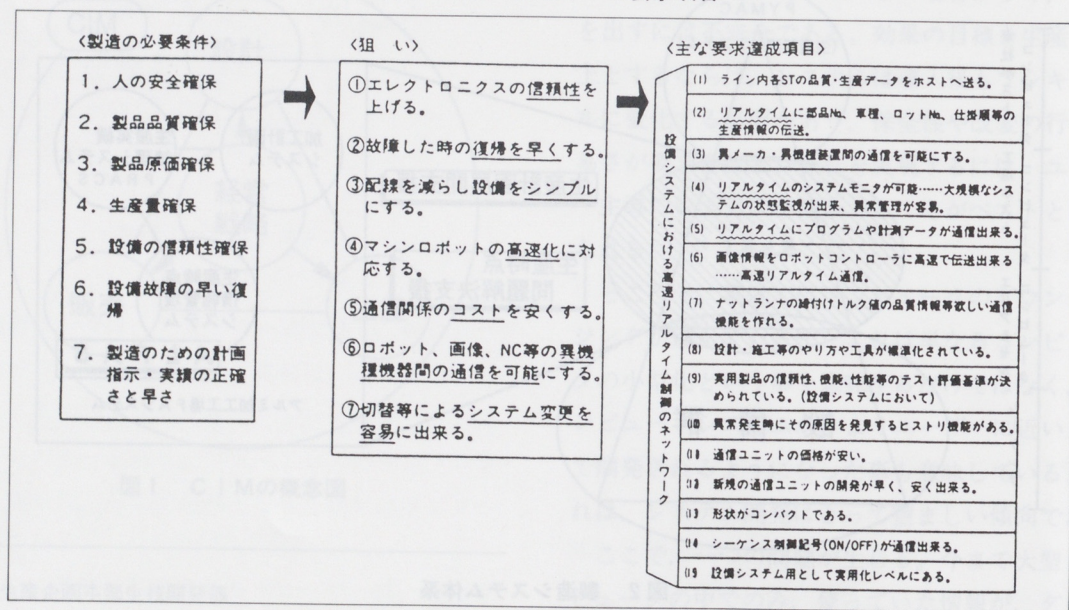 〈製造の必要条件〉
1. 人の安全確保
2. 製品品質確保
3. 製品原価確保
4. 生産量確保
5. 設備の信頼性確保
6. 設備故障の早い復
帰
7. 製造のための計画
指示・実績の正確
さと早さ
〈狙 い〉
①エレクトロニクスの信頼性を
上げる。
②故障した時の復帰を早くする。
③配線を減らし設備をシンプル
にする。
④マシンロボットの高速化に対
応する。
⑤通信関係のコストを安くする。
⑥ロボット、画像、NC等の異機
種機器間の通信を可能にする。
⑦切替等によるシステム変更を
容易に出来る。
〈主な要求達成項目〉
設備システムにおける高速リアルタイム制御のネットワーク
(1) ライン内各STの品質・生産データをホストへ送る。
(2) リアルタイムに部品No、車種、ロットNo、仕掛順等の
生産情報の伝送。
(3) 異メーカ・異機種装置間の通信を可能にする。
(4) リアルタイムのシステムモニタが可能……大規模なシス
テムの状態監視が出来、異常管理が容易。
(5) リアルタイムにプログラムや計測データが通信出来る。
(6) 画像情報をロボットコントローラに高速で伝送出来る
……高速リアルタイム通信。
(7) ナットランナの締付けトルク値の品質情報等欲しい通信
機能を作れる。
(8) 設計・施工等のやり方や工具が標準化されている。
(9) 実用製品の信頼性、機能、性能等のテスト評価基準が
決められている。(設備システムにおいて)
(10) 異常発生時にその原因を発見するヒストリ機能がある。
(11) 通信ユニットの価格が安い。
(12) 新規の通信ユニットの開発が早く、安く出来る。
(13) 形状がコンパクトである。
(14) シーケンス制御記号(ON/OFF)が通信出来る。
(15) 設備システム用として実用化レベルにある。